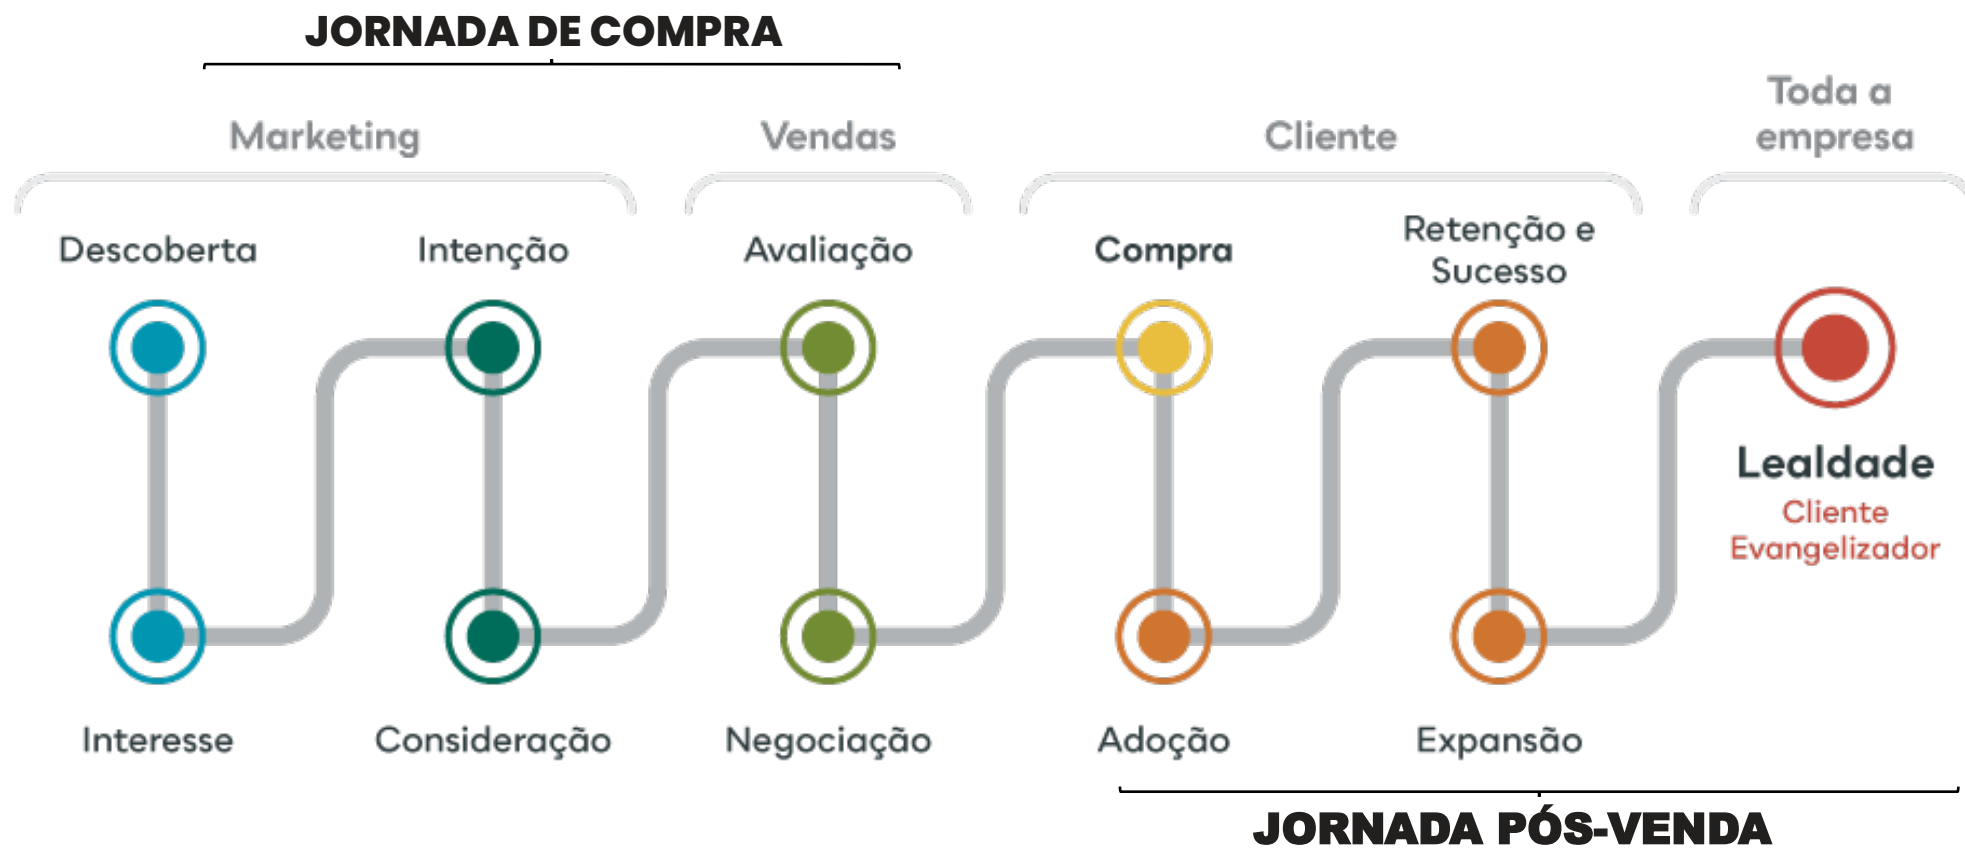 JORNADA DE COMPRA
Marketing
Vendas
Cliente
Toda a
empresa
Descoberta
Intenção
Avaliação
Compra
Retenção e
Sucesso
Lealdade
Cliente
Evangelizador
Interesse
Consideração
Negociação
Adoção
Expansão
JORNADA PÓS-VENDA